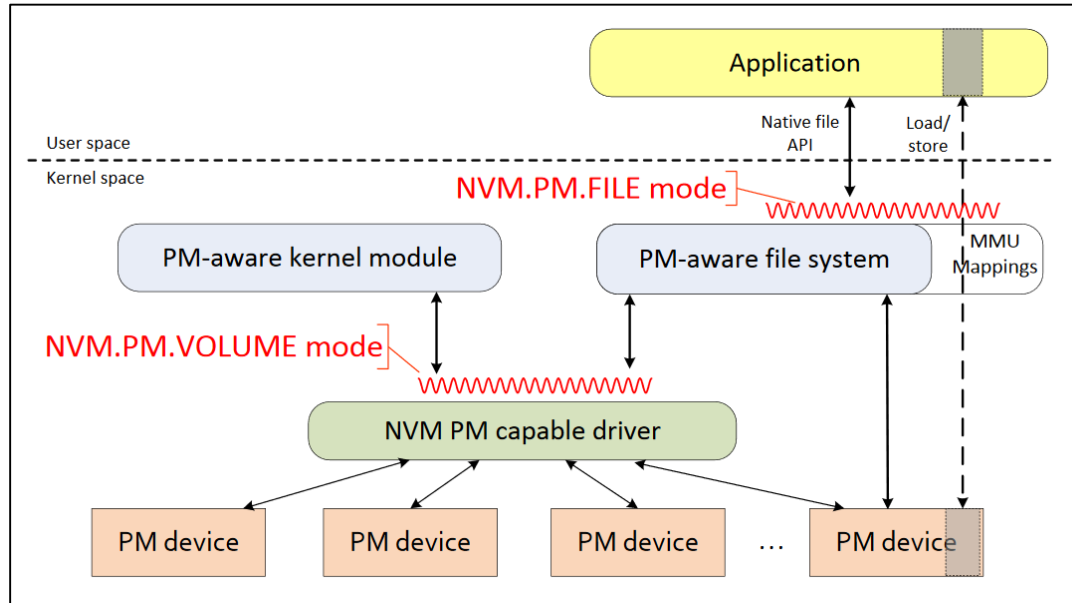 Application
Native file
API
Load/
store
User space
Kernel space
NVM.PM.FILE mode
PM-aware kernel module
PM-aware file system
MMU
Mappings
NVM.PM.VOLUME mode
NVM PM capable driver
PM device
PM device
PM device
...
PM device